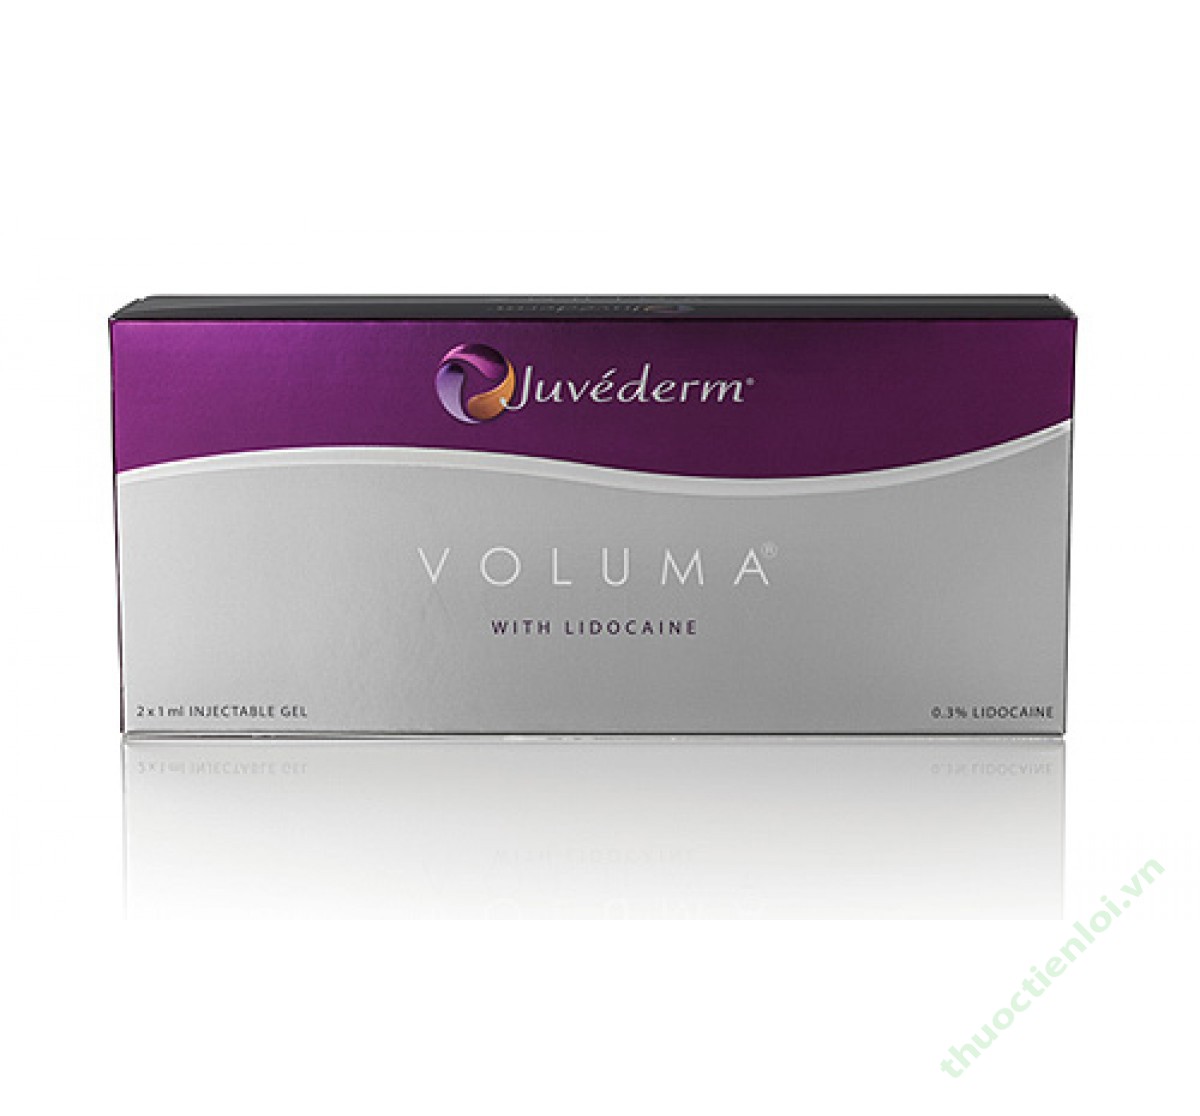 Juvéderm®
VOLUMA®
WITH LIDOCAINE
2 x 1 ml INJECTABLE GEL
0.3% LIDOCAINE
thuoctienloi.vn